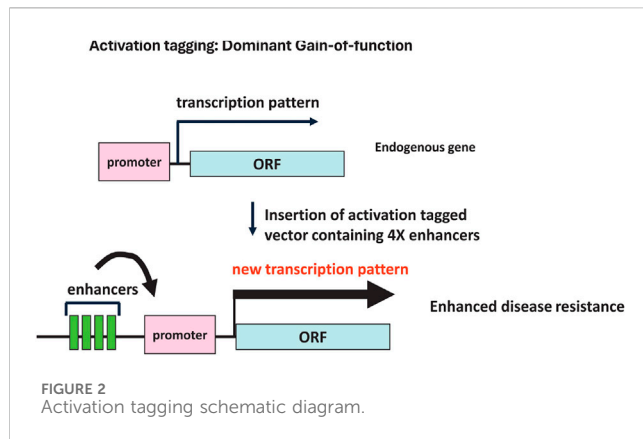 Activation tagging: Dominant Gain-of-function
transcription pattern
promoter
ORF
Endogenous gene
Insertion of activation tagged
vector containing 4X enhancers
new transcription pattern
enhancers
promoter
ORF
Enhanced disease resistance
FIGURE 2
Activation tagging schematic diagram.